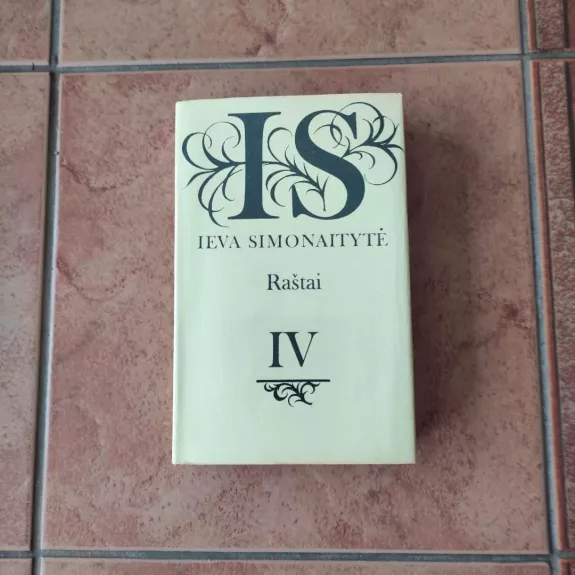 IS
IEVA SIMONAITYTĖ
Raštai
IV